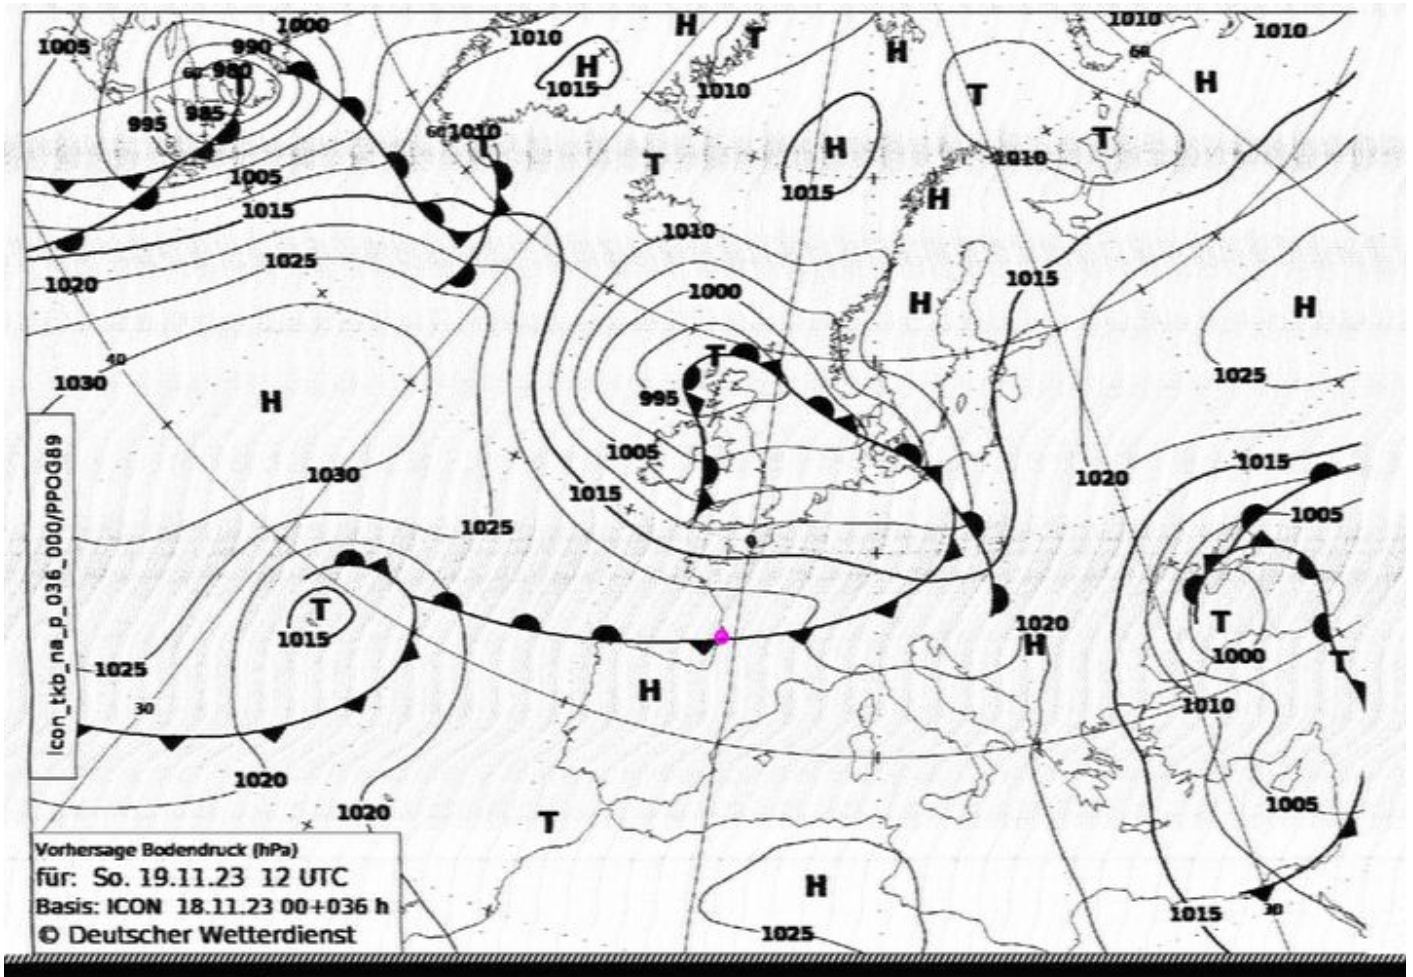 1000
1010
H
T
1010
1010
1005
990
H
H
60
60
980
T
H
1015
1010
T
H
985
995
60
1010
T
T
H
1010
T
1005
1015
H
1015
1010
1025
1015
1020
1000
H
H
40
T
1030
995
1025
H
1005
1015
1030
1020
1015
1025
1005
0
T
1015
T
1020
H
1000
T
1025
H
30
1010
1020
1005
1020
T
H
1025
1015
30
Icon_tkb_na_p_036_000/PPOG89
Vorhersage Bodendruck (hPa)
für: So. 19.11.23 12 UTC
Basis: ICON 18.11.23 00+036 h
© Deutscher Wetterdienst